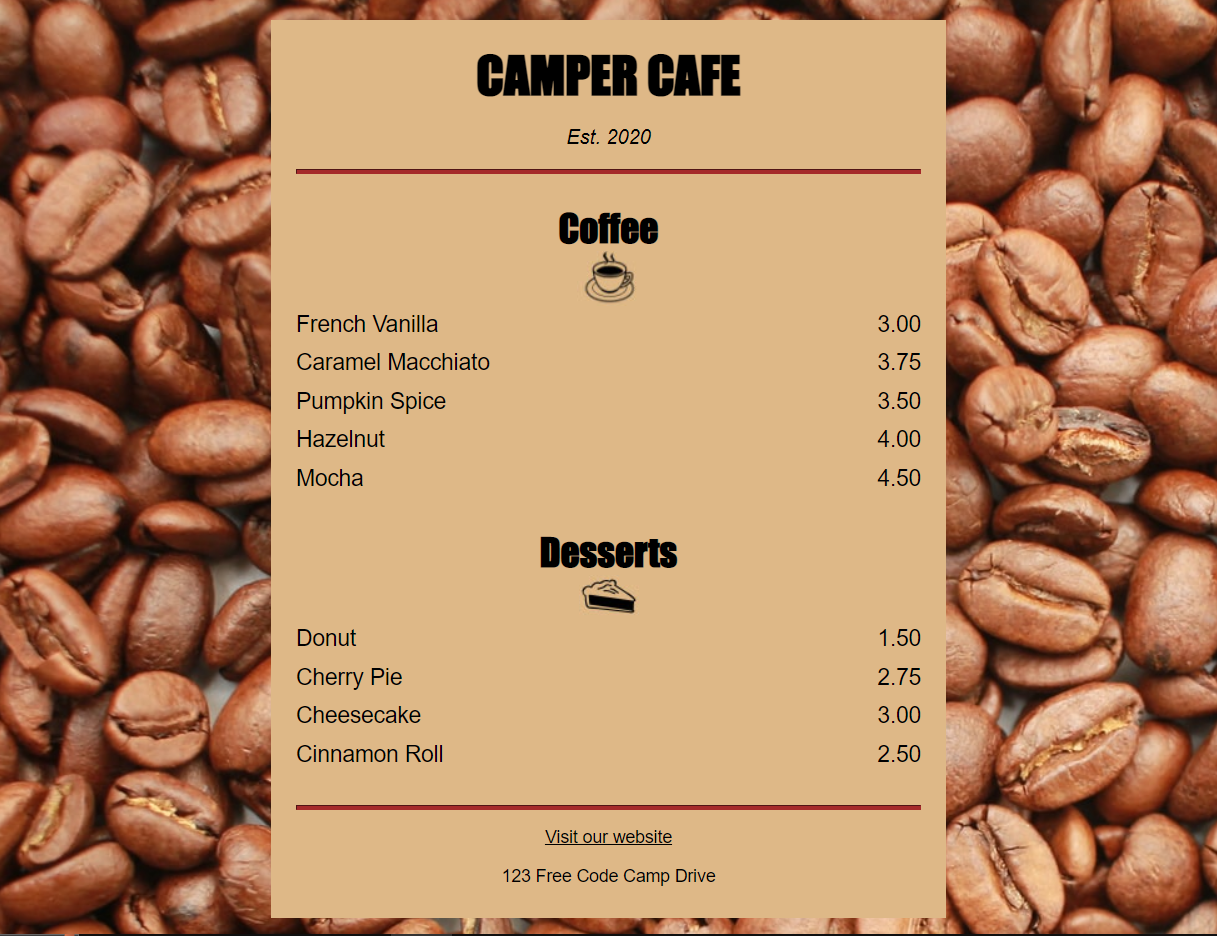 CAMPER CAFE
Est. 2020
Coffee
French Vanilla 3.00
Caramel Macchiato 3.75
Pumpkin Spice 3.50
Hazelnut 4.00
Mocha 4.50
Desserts
Donut 1.50
Cherry Pie 2.75
Cheesecake 3.00
Cinnamon Roll 2.50
Visit our website
123 Free Code Camp Drive